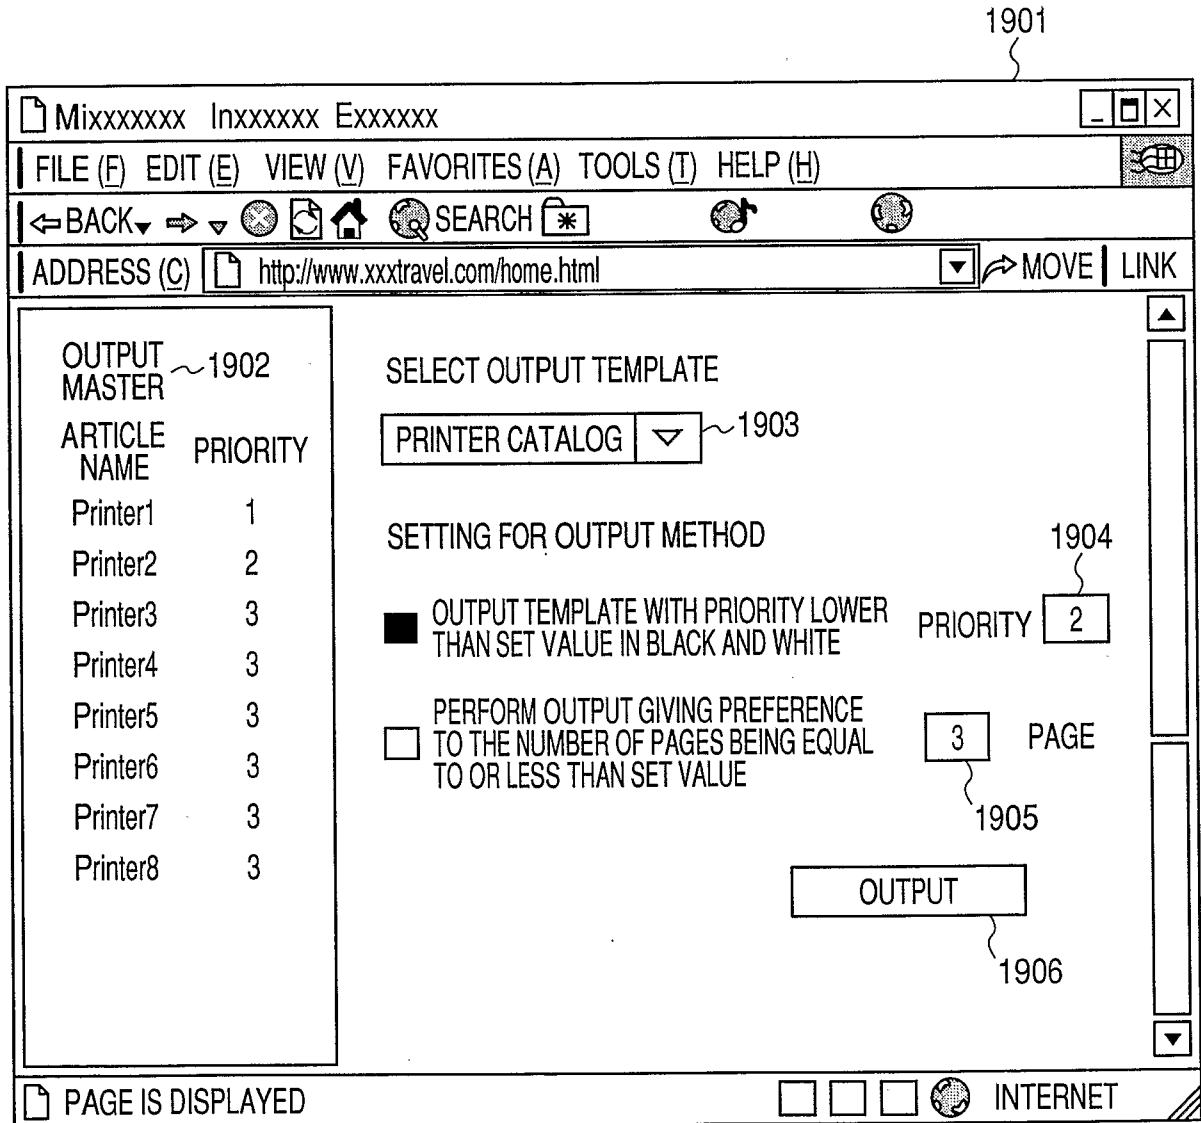 1901
Mixxxxxxx Inxxxxxx Exxxxxx
FILE (F) EDIT (E) VIEW (V) FAVORITES (A) TOOLS (T) HELP (H)
BACK SEARCH
ADDRESS (C) http://www.xxxtravel.com/home.html MOVE LINK
OUTPUT
MASTER
1902
ARTICLE
NAME
PRIORITY
Printer1 1
Printer2 2
Printer3 3
Printer4 3
Printer5 3
Printer6 3
Printer7 3
Printer8 3
SELECT OUTPUT TEMPLATE
PRINTER CATALOG
1903
SETTING FOR OUTPUT METHOD
1904
OUTPUT TEMPLATE WITH PRIORITY LOWER
THAN SET VALUE IN BLACK AND WHITE
PRIORITY 2
PERFORM OUTPUT GIVING PREFERENCE
TO THE NUMBER OF PAGES BEING EQUAL
TO OR LESS THAN SET VALUE
3 PAGE
1905
OUTPUT
1906
PAGE IS DISPLAYED INTERNET